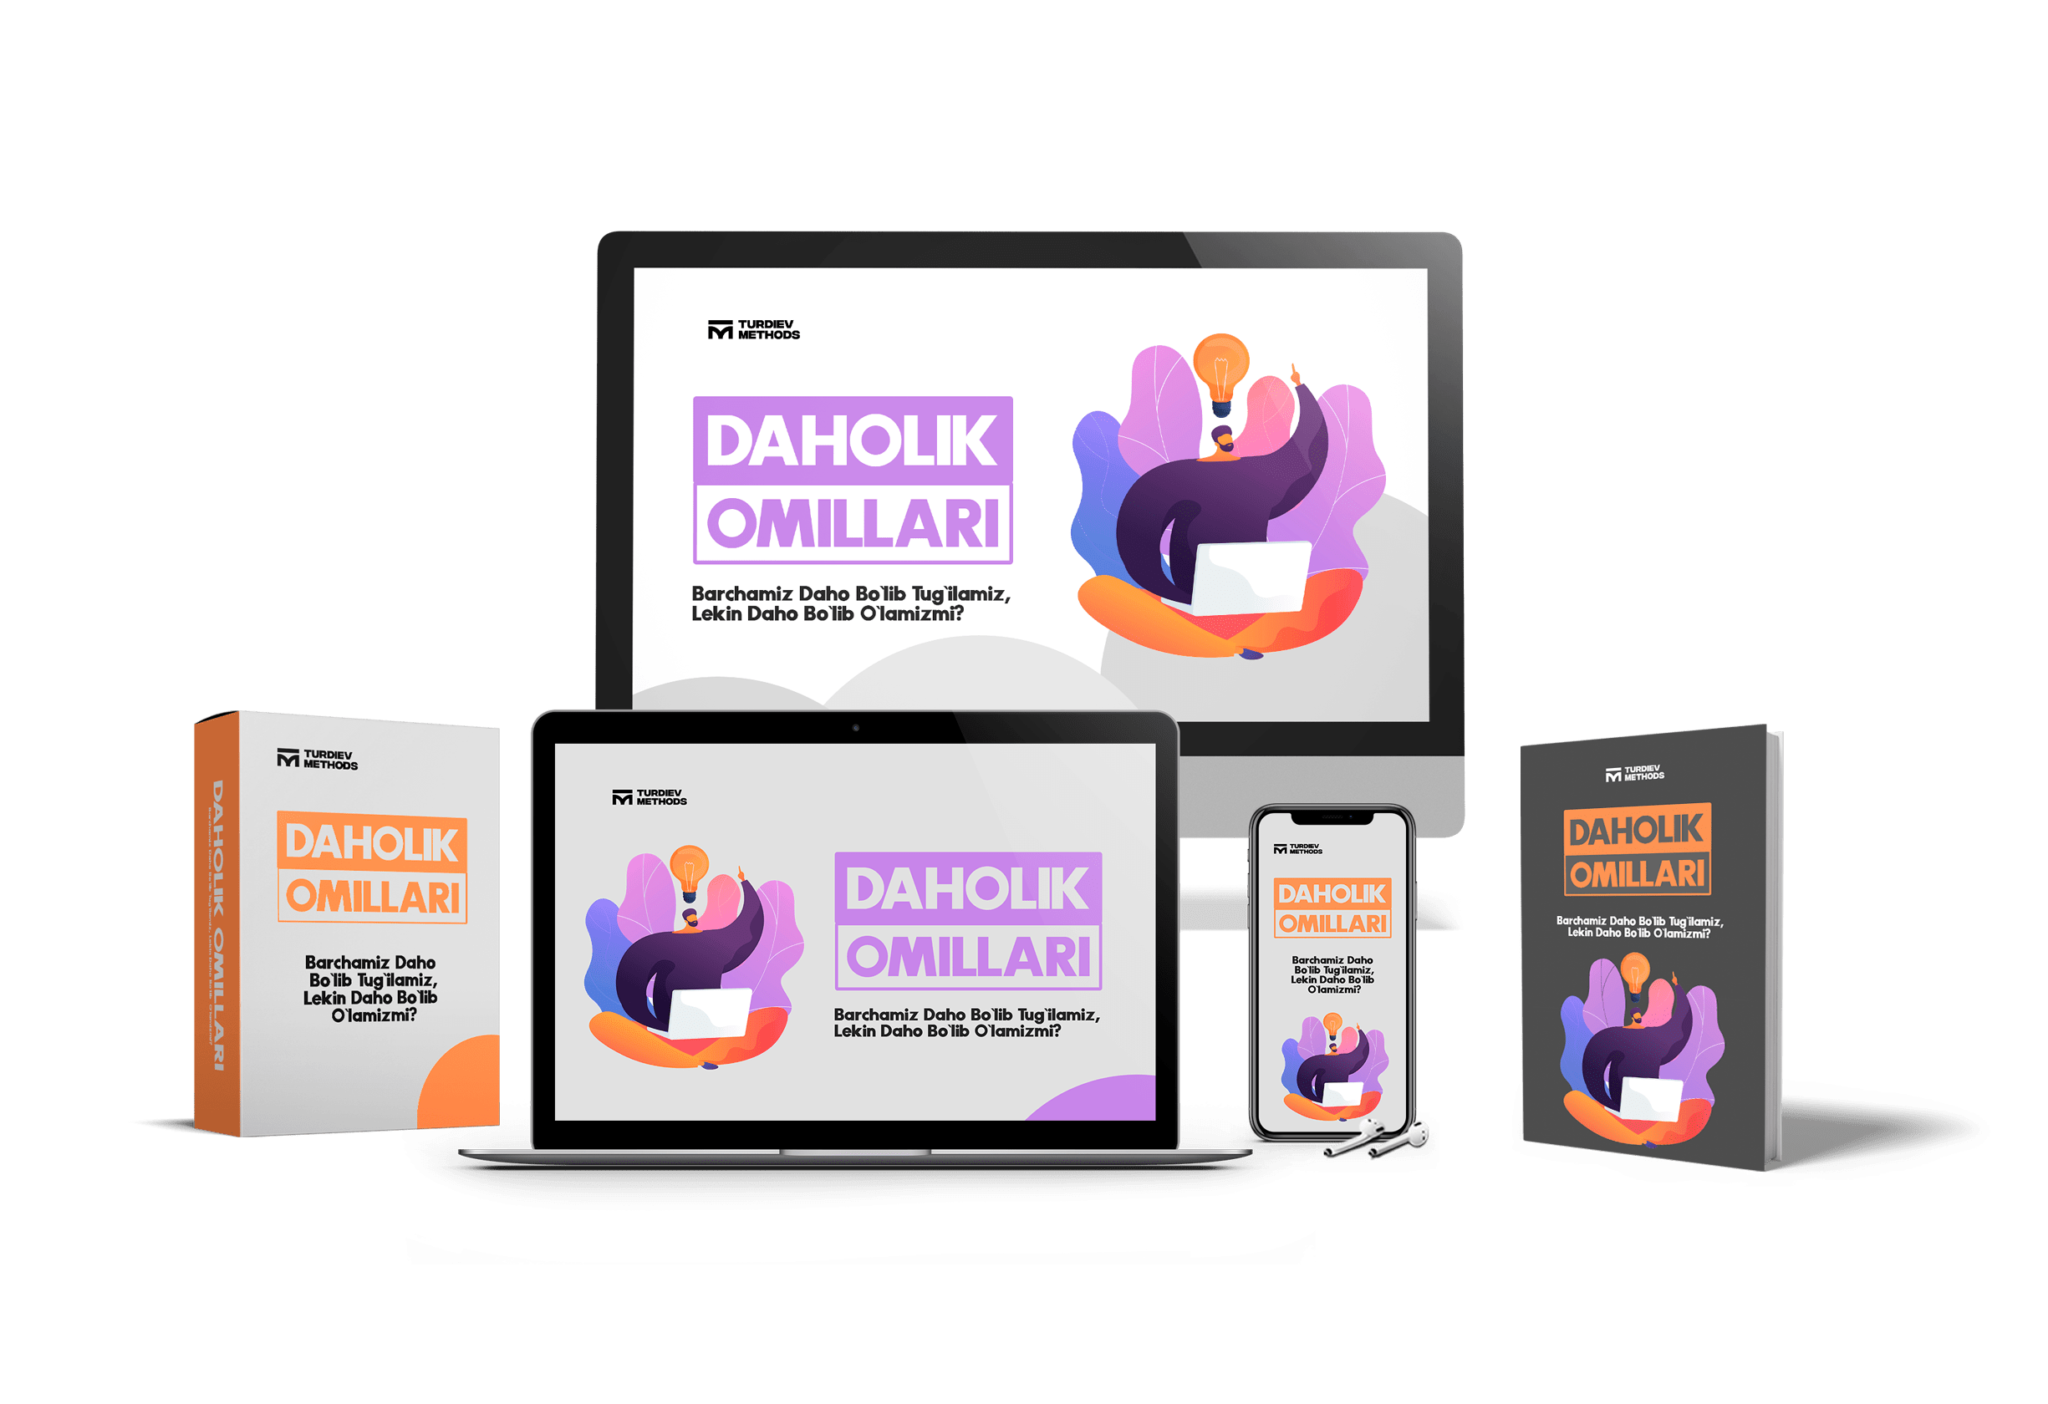 TURDIEV
METHODS
DAHOLIK
OMILLARI
Barchamiz Daho Bo`lib Tug`ilamiz,
Lekin Daho Bo`lib O`lamizmi?
DAHOLIK OMILLARI
TURDIEV
METHODS
DAHOLIK
OMILLARI
Barchamiz Daho
Bo`lib Tug`ilamiz,
Lekin Daho Bo`lib
O`lamizmi?
TURDIEV
METHODS
DAHOLIK
OMILLARI
Barchamiz Daho Bo`lib Tug`ilamiz,
Lekin Daho Bo`lib O`lamizmi?
TURDIEV
METHODS
DAHOLIK
OMILLARI
Barchamiz Daho
Bo`lib Tug`ilamiz,
Lekin Daho Bo`lib
O`lamizmi?
TURDIEV
METHODS
DAHOLIK
OMILLARI
Barchamiz Daho Bo`lib Tug`ilamiz,
Lekin Daho Bo`lib O`lamizmi?